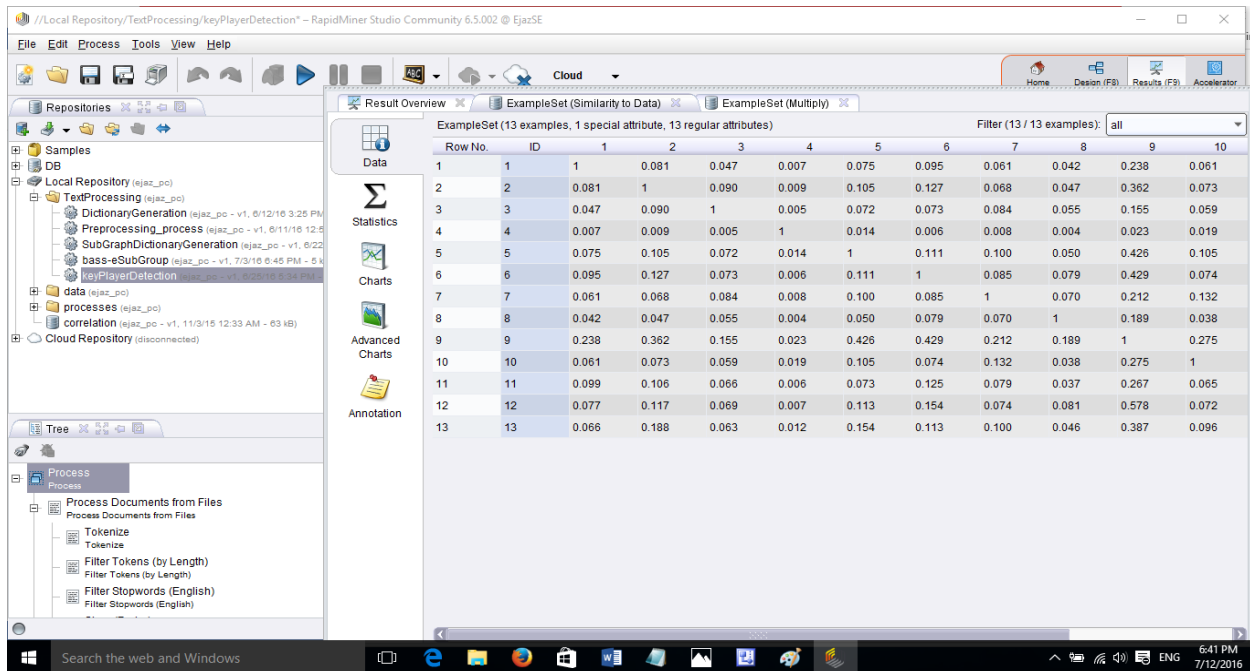 //Local Repository/TextProcessing/keyPlayerDetection* – RapidMiner Studio Community 6.5.002 @ EjazSE
File Edit Process Tools View Help
ABC Cloud
Home Design (F8) Results (F9) Accelerator
Repositories
Samples
DB
Local Repository (ejaz_pc)
TextProcessing (ejaz_pc)
DictionaryGeneration (ejaz_pc - v1, 6/12/16 3:25 PM
Preprocessing_process (ejaz_pc - v1, 6/11/16 12:5
SubGraphDictionaryGeneration (ejaz_pc - v1, 6/22
bass-eSubGroup (ejaz_pc - v1, 7/3/16 6:45 PM - 5 k
keyPlayerDetection (ejaz_pc - v1, 6/25/16 5:34 PM -
data (ejaz_pc)
processes (ejaz_pc)
correlation (ejaz_pc - v1, 11/3/15 12:33 AM - 63 kB)
Cloud Repository (disconnected)
Tree
Process
Process
Process Documents from Files
Process Documents from Files
Tokenize
Tokenize
Filter Tokens (by Length)
Filter Tokens (by Length)
Filter Stopwords (English)
Filter Stopwords (English)
Result Overview ExampleSet (Similarity to Data) ExampleSet (Multiply)
Data
Statistics
Charts
Advanced
Charts
Annotation
ExampleSet (13 examples, 1 special attribute, 13 regular attributes) Filter (13 / 13 examples): all
Row No. ID 1 2 3 4 5 6 7 8 9 10
1 1 1 0.081 0.047 0.007 0.075 0.095 0.061 0.042 0.238 0.061
2 2 0.081 1 0.090 0.009 0.105 0.127 0.068 0.047 0.362 0.073
3 3 0.047 0.090 1 0.005 0.072 0.073 0.084 0.055 0.155 0.059
4 4 0.007 0.009 0.005 1 0.014 0.006 0.008 0.004 0.023 0.019
5 5 0.075 0.105 0.072 0.014 1 0.111 0.100 0.050 0.426 0.105
6 6 0.095 0.127 0.073 0.006 0.111 1 0.085 0.079 0.429 0.074
7 7 0.061 0.068 0.084 0.008 0.100 0.085 1 0.070 0.212 0.132
8 8 0.042 0.047 0.055 0.004 0.050 0.079 0.070 1 0.189 0.038
9 9 0.238 0.362 0.155 0.023 0.426 0.429 0.212 0.189 1 0.275
10 10 0.061 0.073 0.059 0.019 0.105 0.074 0.132 0.038 0.275 1
11 11 0.099 0.106 0.066 0.006 0.073 0.125 0.079 0.037 0.267 0.065
12 12 0.077 0.117 0.069 0.007 0.113 0.154 0.074 0.081 0.578 0.072
13 13 0.066 0.188 0.063 0.012 0.154 0.113 0.100 0.046 0.387 0.096
Search the web and Windows
ENG
6:41 PM
7/12/2016